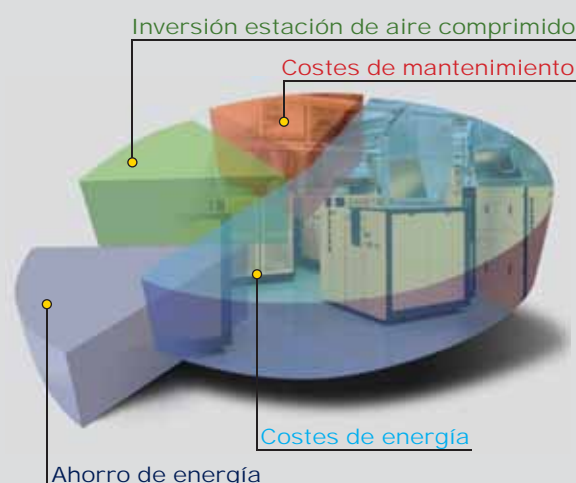 Inversión estación de aire comprimido
Costes de mantenimiento
Costes de energía
Ahorro de energía